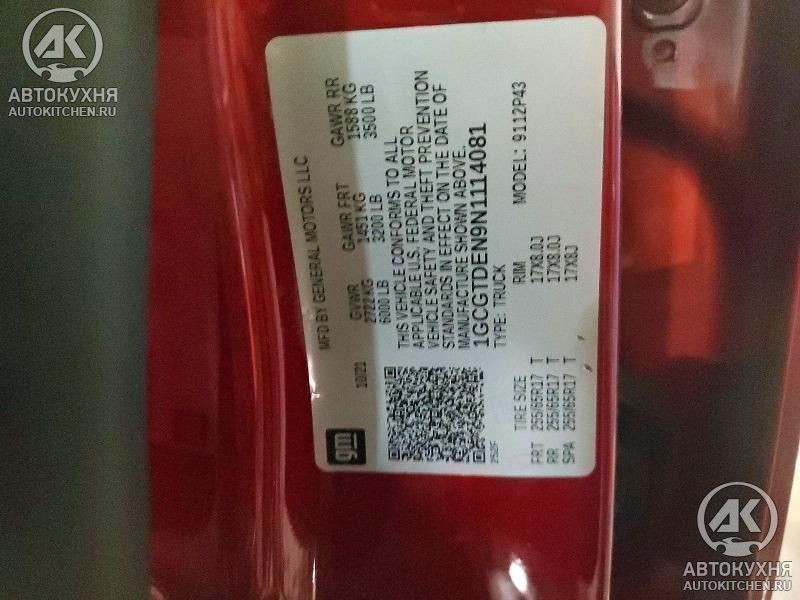 AK
АВТОКУХНЯ
AUTOKITCHEN.RU
gm
MFD BY GENERAL MOTORS LLC
10/21
GVWR GAWR FRT GAWR RR
2722 KG 1451 KG 1588 KG
6000 LB 3200 LB 3500 LB
THIS VEHICLE CONFORMS TO ALL
APPLICABLE U.S. FEDERAL MOTOR
VEHICLE SAFETY AND THEFT PREVENTION
STANDARDS IN EFFECT ON THE DATE OF
MANUFACTURE SHOWN ABOVE.
1GCGTDEN9N1114081
TYPE: TRUCK MODEL: 9112P43
TIRE SIZE RIM
FRT 255/65R17 T 17X8.0J
RR 255/65R17 T 17X8.0J
SPA 255/65R17 T 17X8J
AK
АВТОКУХНЯ
AUTOKITCHEN.RU